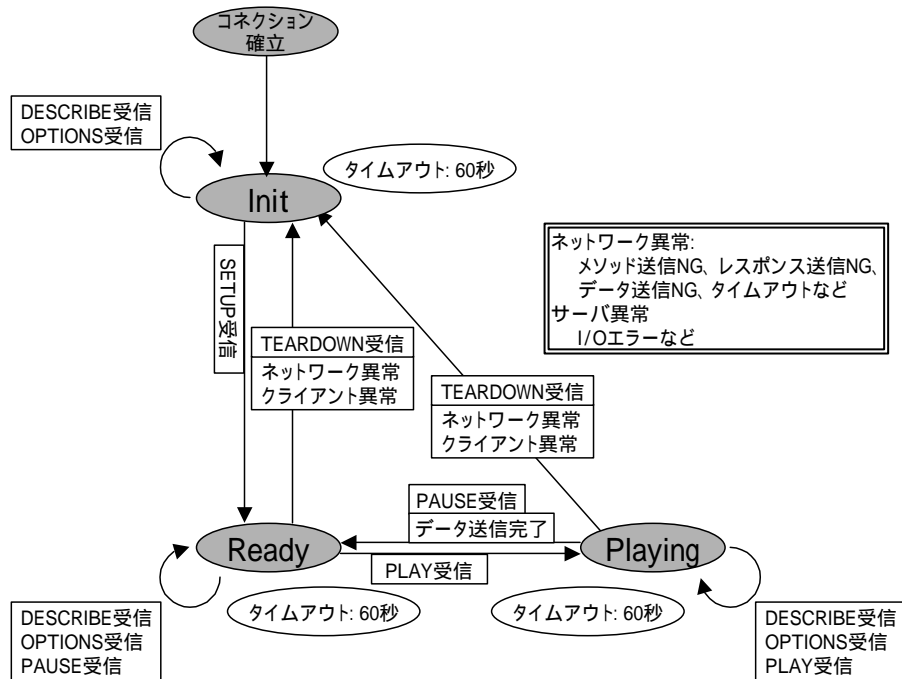 コネクション
確立
DESCRIBE受信
OPTIONS受信
タイムアウト: 60秒
Init
ネットワーク異常:
メソッド送信NG、レスポンス送信NG、
データ送信NG、タイムアウトなど
サーバ異常
I/Oエラーなど
SETUP受信
TEARDOWN受信
ネットワーク異常
クライアント異常
TEARDOWN受信
ネットワーク異常
クライアント異常
PAUSE受信
データ送信完了
Ready
Playing
PLAY受信
タイムアウト: 60秒
タイムアウト: 60秒
DESCRIBE受信
OPTIONS受信
PAUSE受信
DESCRIBE受信
OPTIONS受信
PLAY受信